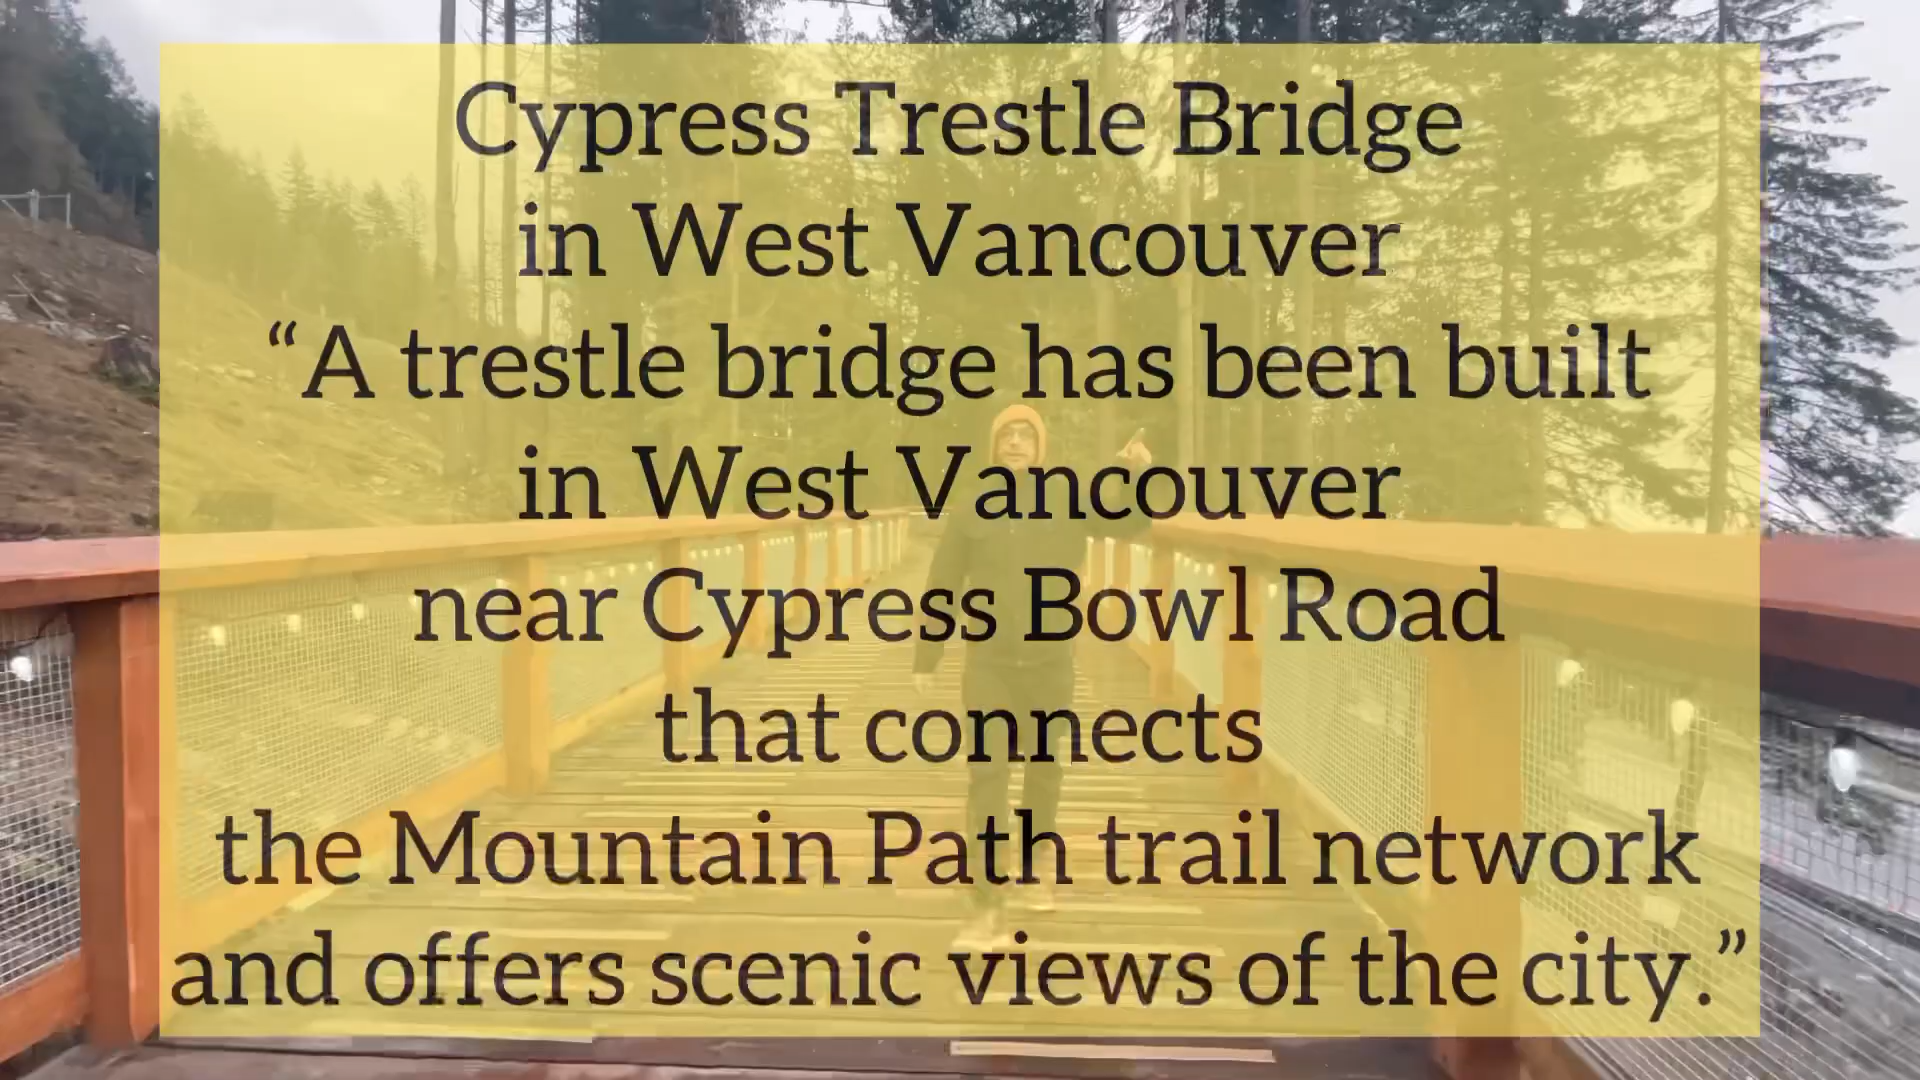 Cypress Trestle Bridge
in West Vancouver
“A trestle bridge has been built
in West Vancouver
near Cypress Bowl Road
that connects
the Mountain Path trail network
and offers scenic views of the city.”